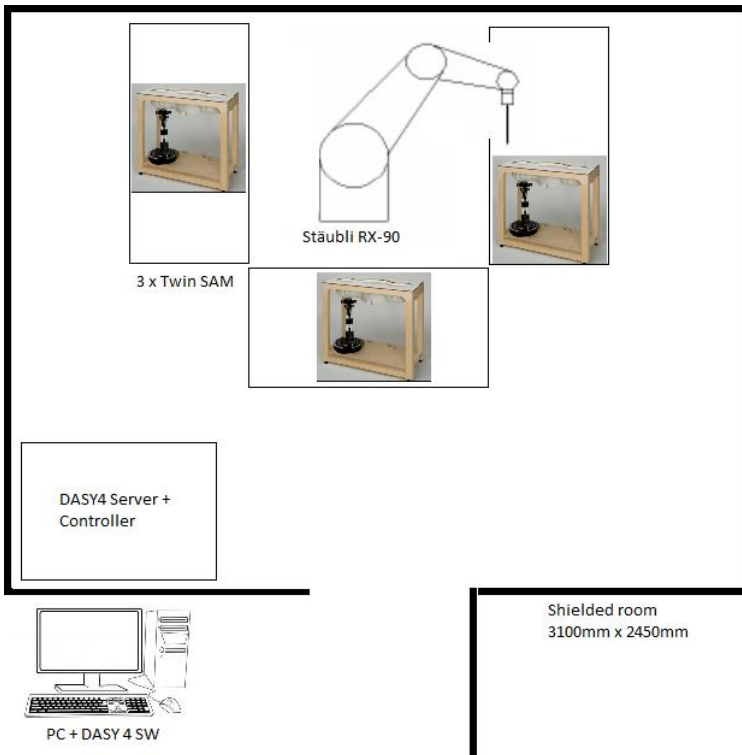 Stäubli RX-90
3 x Twin SAM
DASY4 Server +
Controller
Shielded room
3100mm x 2450mm
PC + DASY 4 SW